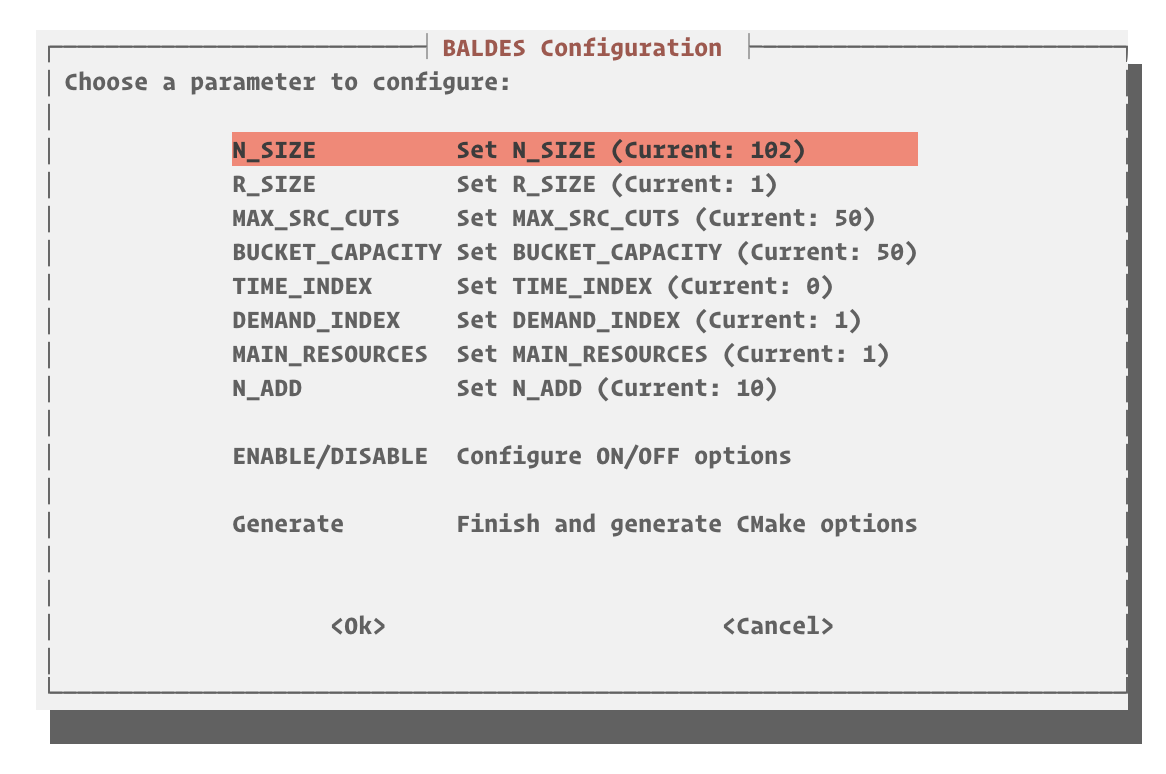 BALDES Configuration
Choose a parameter to configure:
N_SIZE Set N_SIZE (Current: 102)
R_SIZE Set R_SIZE (Current: 1)
MAX_SRC_CUTS Set MAX_SRC_CUTS (Current: 50)
BUCKET_CAPACITY Set BUCKET_CAPACITY (Current: 50)
TIME_INDEX Set TIME_INDEX (Current: 0)
DEMAND_INDEX Set DEMAND_INDEX (Current: 1)
MAIN_RESOURCES Set MAIN_RESOURCES (Current: 1)
N_ADD Set N_ADD (Current: 10)
ENABLE/DISABLE Configure ON/OFF options
Generate Finish and generate CMake options
<Ok> <Cancel>